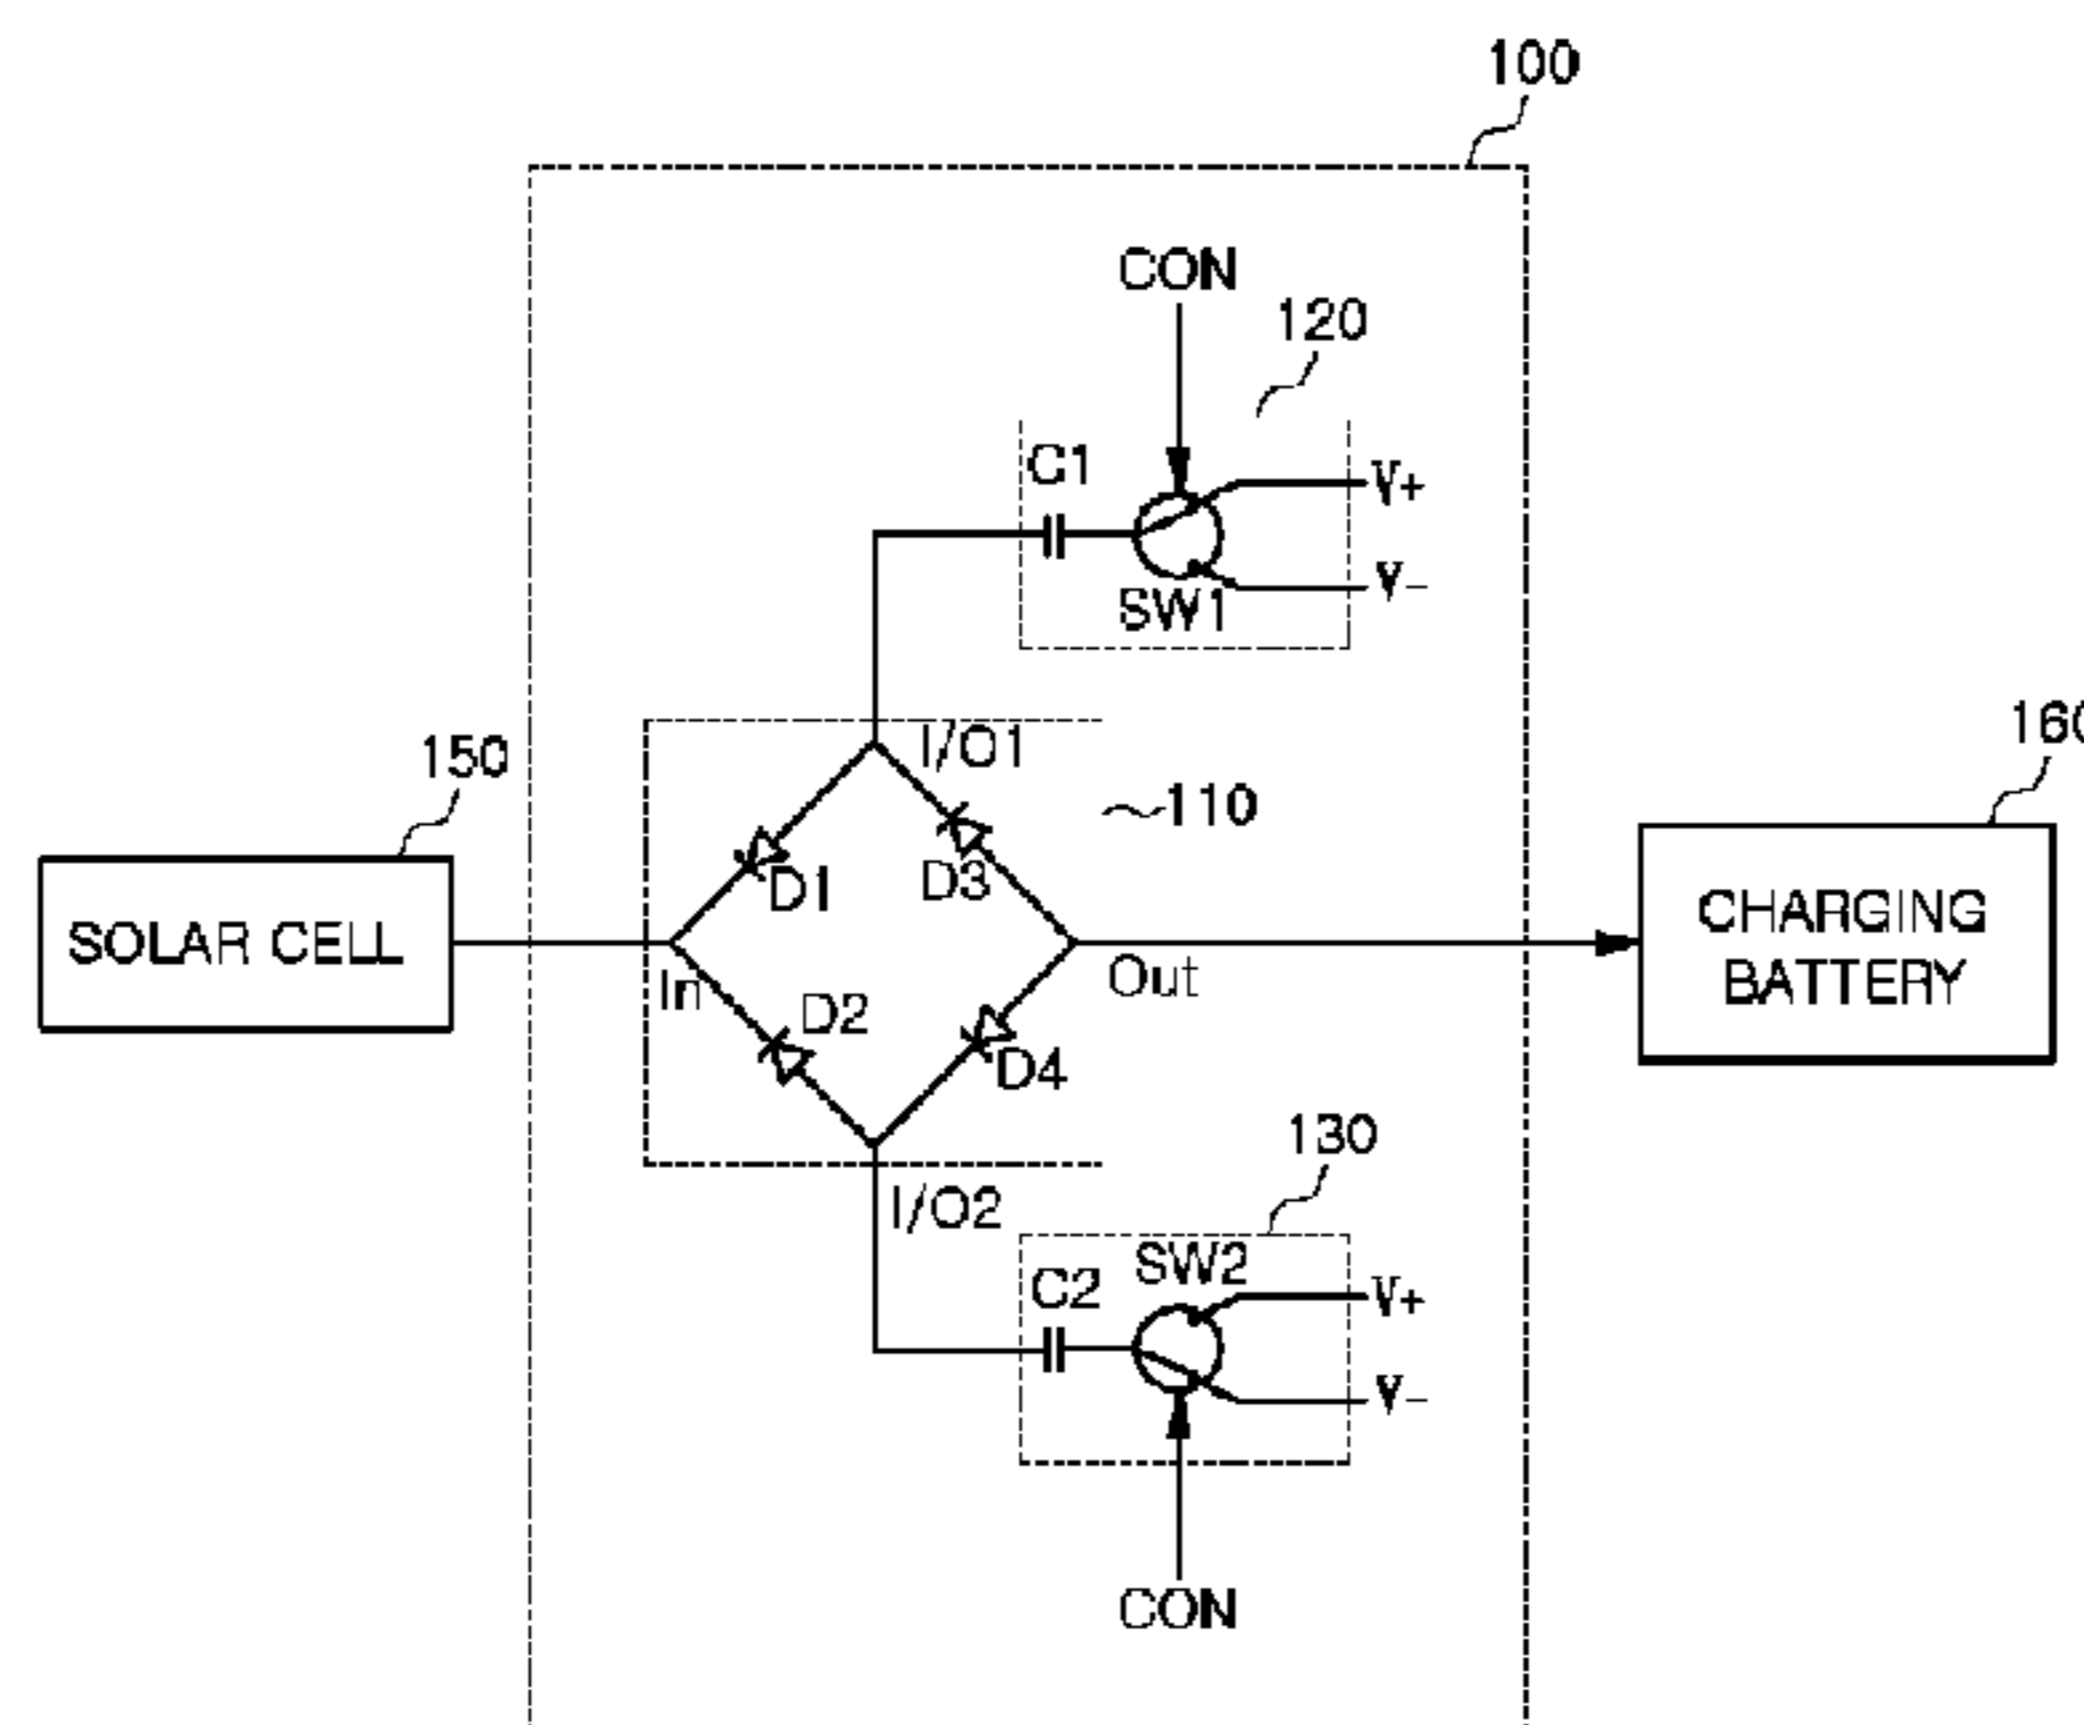 100
CON
120
C1
V+
V-
SW1
I/O1
150
160
110
D1
D3
SOLAR CELL
CHARGING
BATTERY
In
Out
D2
D4
130
I/O2
SW2
C2
V+
V-
CON